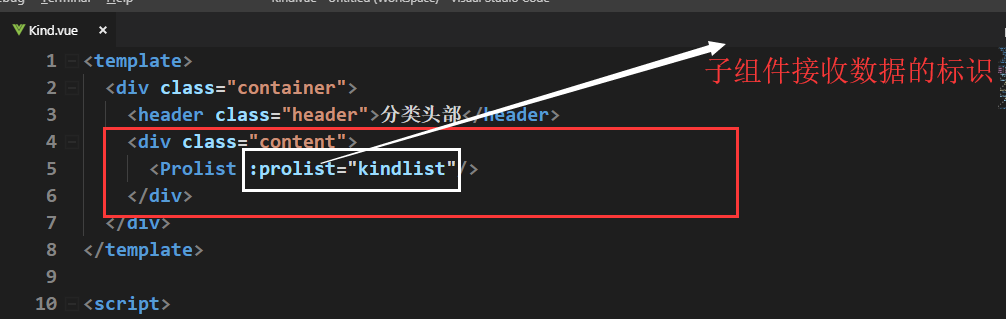 Terminal Help Kind.vue - Untitled (Workspace) - Visual Studio Code
Kind.vue ×
子组件接收数据的标识
1 <template>
2 <div class="container">
3 <header class="header">分类头部</header>
4 <div class="content">
5 <Prolist :prolist="kindlist"/>
6 </div>
7 </div>
8 </template>
9
10 <script>